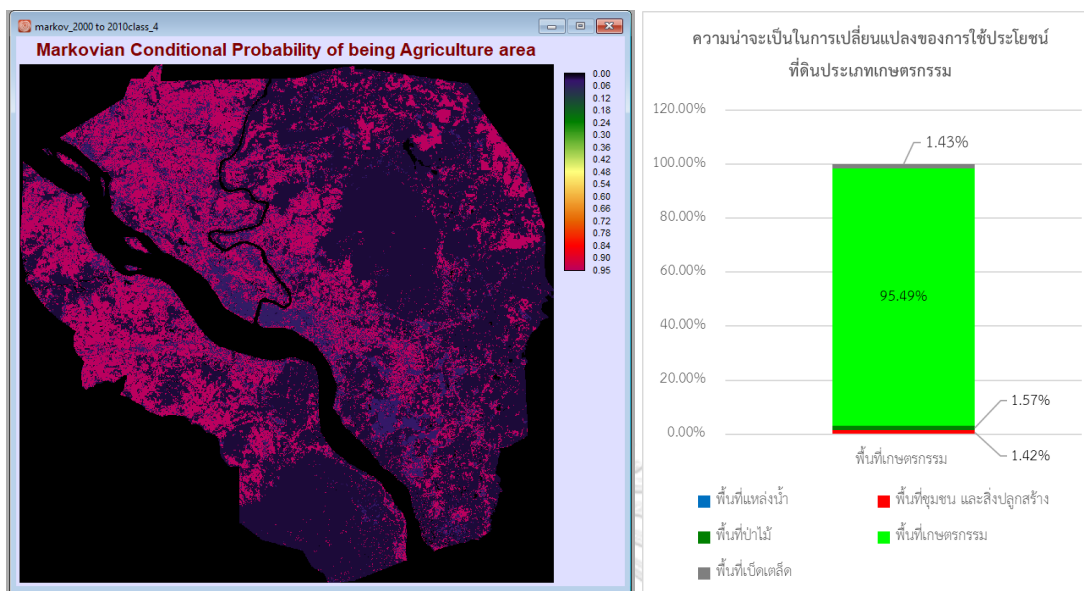 markov_2000 to 2010class_4
Markovian Conditional Probability of being Agriculture area
0.00
0.06
0.12
0.18
0.24
0.30
0.36
0.42
0.48
0.54
0.60
0.66
0.72
0.78
0.84
0.90
0.95
ความน่าจะเป็นในการเปลี่ยนแปลงของการใช้ประโยชน์
ที่ดินประเภทเกษตรกรรม
120.00%
100.00%
80.00%
60.00%
40.00%
20.00%
0.00%
1.43%
95.49%
1.57%
1.42%
พื้นที่เกษตรกรรม
พื้นที่แหล่งน้ำ
พื้นที่ชุมชน และสิ่งปลูกสร้าง
พื้นที่ป่าไม้
พื้นที่เกษตรกรรม
พื้นที่เบ็ดเตล็ด